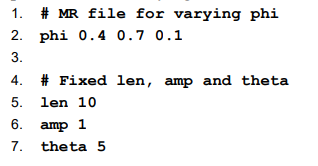 1. # MR file for varying phi
2. phi 0.4 0.7 0.1
3.
4. # Fixed len, amp and theta
5. len 10
6. amp 1
7. theta 5